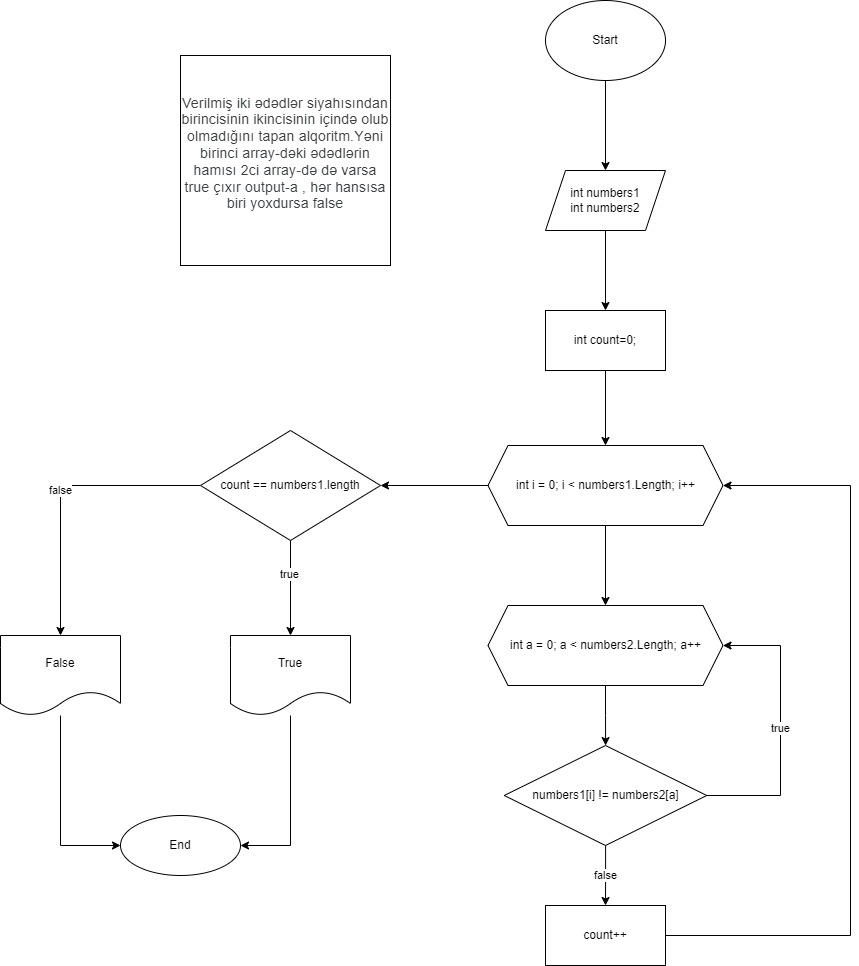 Start
Verilmiş iki ədədlər siyahısından
birincisinin ikincisinin içində olub
olmadığını tapan alqoritm.Yəni
birinci array-dəki ədədlərin
hamısı 2ci array-də də varsa
true çıxır output-a , hər hansısa
biri yoxdursa false
int numbers1
int numbers2
int count=0;
count == numbers1.length
int i = 0; i < numbers1.Length; i++
false
true
int a = 0; a < numbers2.Length; a++
False
True
true
numbers1[i] != numbers2[a]
End
false
count++